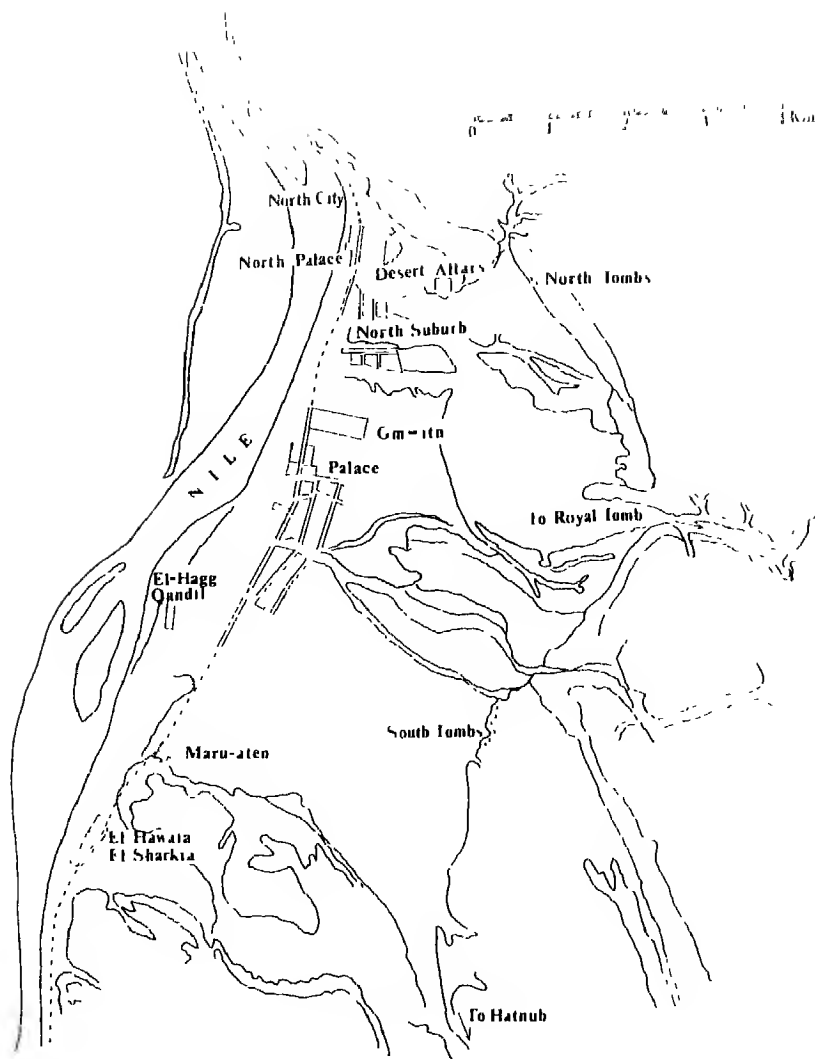 North City
North Palace
Desert Altars
North Tombs
North Suburb
Gm-itn
NILE
Palace
To Royal Tomb
El-Hagg
Qandil
South Tombs
Maru-aten
El Hawata
El Sharkia
To Hatnub